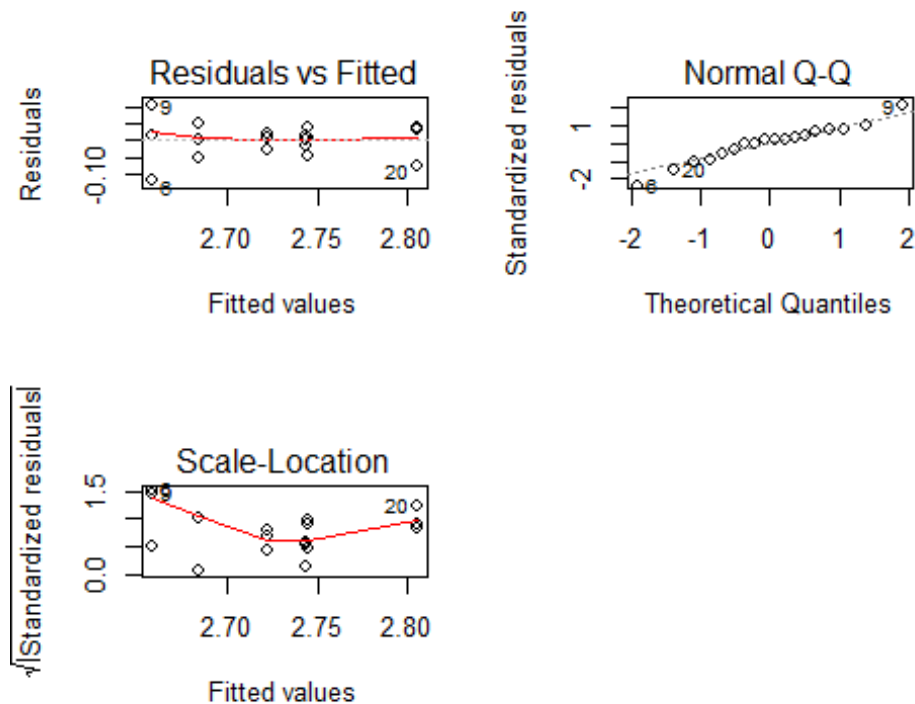 Residuals vs Fitted
Residuals
-0.10
9
6
20
2.70 2.75 2.80
Fitted values
Normal Q-Q
Standardized residuals
-2 1
9
20
6
-2 -1 0 1 2
Theoretical Quantiles
Scale-Location
√|Standardized residuals|
0.0 1.5
9
20
2.70 2.75 2.80
Fitted values